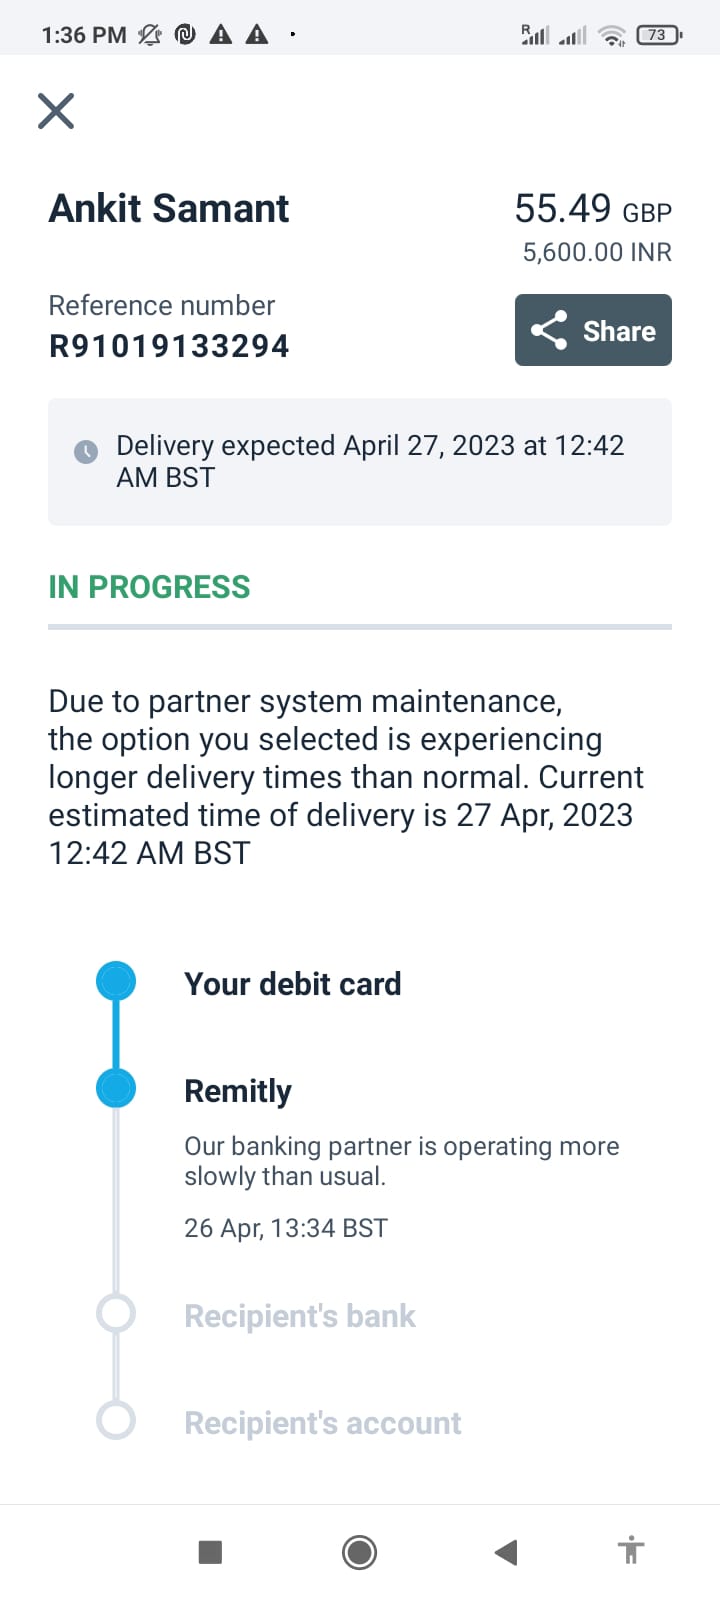 1:36 PM
R
73
Ankit Samant
55.49 GBP
5,600.00 INR
Reference number
R91019133294
Share
Delivery expected April 27, 2023 at 12:42
AM BST
IN PROGRESS
Due to partner system maintenance,
the option you selected is experiencing
longer delivery times than normal. Current
estimated time of delivery is 27 Apr, 2023
12:42 AM BST
Your debit card
Remitly
Our banking partner is operating more
slowly than usual.
26 Apr, 13:34 BST
Recipient's bank
Recipient's account